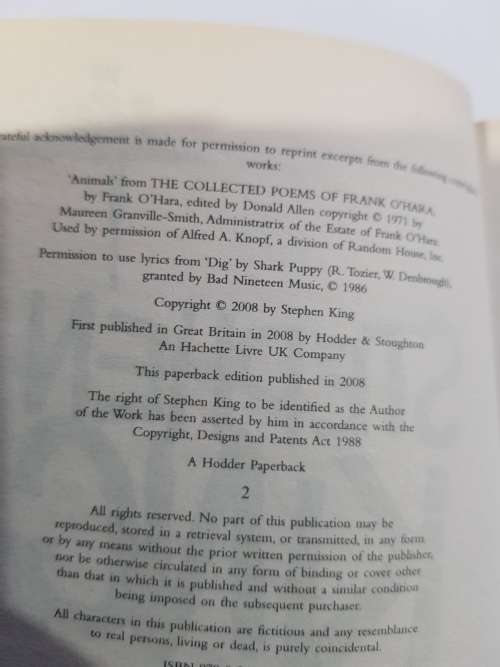 acknowledgement is made for permission to reprint excerpts from the following
works:
'Animals' from THE COLLECTED POEMS OF FRANK O'HARA,
by Frank O'Hara, edited by Donald Allen copyright © 1971 by
Maureen Granville-Smith, Administratrix of the Estate of Frank O'Hara.
Used by permission of Alfred A. Knopf, a division of Random House, Inc.
Permission to use lyrics from 'Dig' by Shark Puppy (R. Tozier, W. Denbrough),
granted by Bad Nineteen Music, © 1986
Copyright © 2008 by Stephen King
First published in Great Britain in 2008 by Hodder & Stoughton
An Hachette Livre UK Company
This paperback edition published in 2008
The right of Stephen King to be identified as the Author
of the Work has been asserted by him in accordance with the
Copyright, Designs and Patents Act 1988
A Hodder Paperback
2
All rights reserved. No part of this publication may be
reproduced, stored in a retrieval system, or transmitted, in any form
or by any means without the prior written permission of the publisher,
nor be otherwise circulated in any form of binding or cover other
than that in which it is published and without a similar condition
being imposed on the subsequent purchaser.
All characters in this publication are fictitious and any resemblance
to real persons, living or dead, is purely coincidental.
ISBN